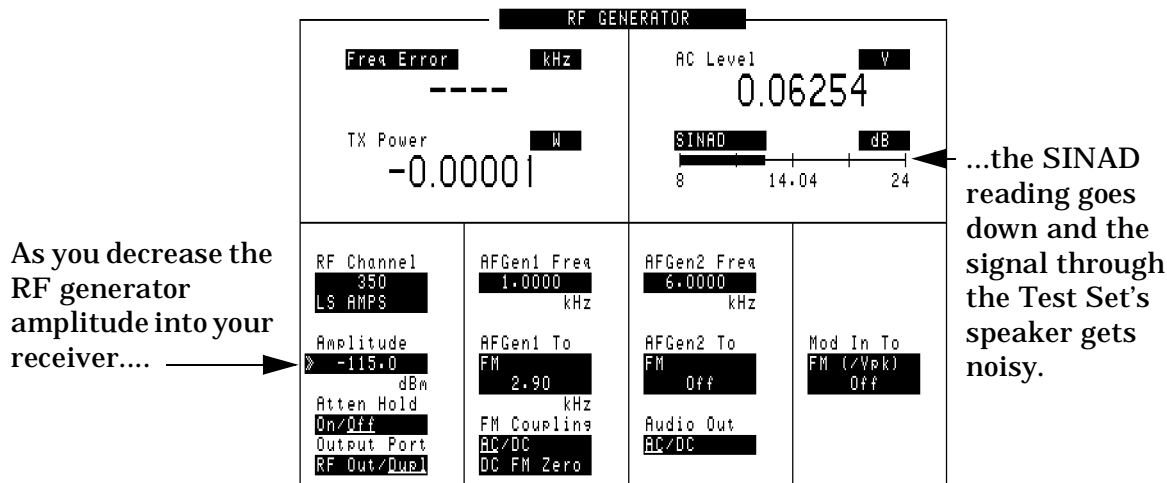 RF GENERATOR
Freq Error kHz
----
TX Power W
-0.00001
AC Level V
0.06254
SINAD dB
8 14.04 24
...the SINAD
reading goes
down and the
signal through
the Test Set's
speaker gets
noisy.
As you decrease the
RF generator
amplitude into your
receiver....
RF Channel
350
LS AMPS
Amplitude
» -115.0
dBm
Atten Hold
On/Off
Output Port
RF Out/Dupl
AFGen1 Freq
1.0000
kHz
AFGen1 To
FM
2.90
kHz
FM Coupling
AC/DC
DC FM Zero
AFGen2 Freq
6.0000
kHz
AFGen2 To
FM
Off
Audio Out
AC/DC
Mod In To
FM (/Vpk)
Off